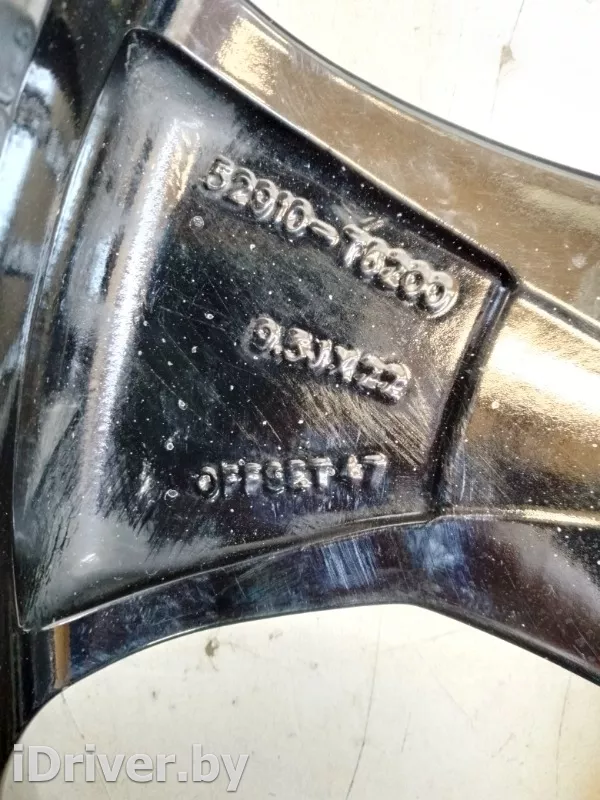 52910-T6200
9.5JX22
OFFSET 47
iDriver.by